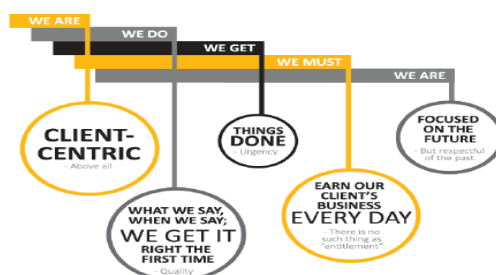 WE ARE
WE DO
WE GET
WE MUST
WE ARE
CLIENT-
CENTRIC
- Above all
WHAT WE SAY,
WHEN WE SAY;
WE GET IT
RIGHT THE
FIRST TIME
- Quality
THINGS
DONE
- Urgency
EARN OUR
CLIENT'S
BUSINESS
EVERY DAY
- There is no
such thing as
"entitlement".
FOCUSED
ON THE
FUTURE
- But respectful
of the past.